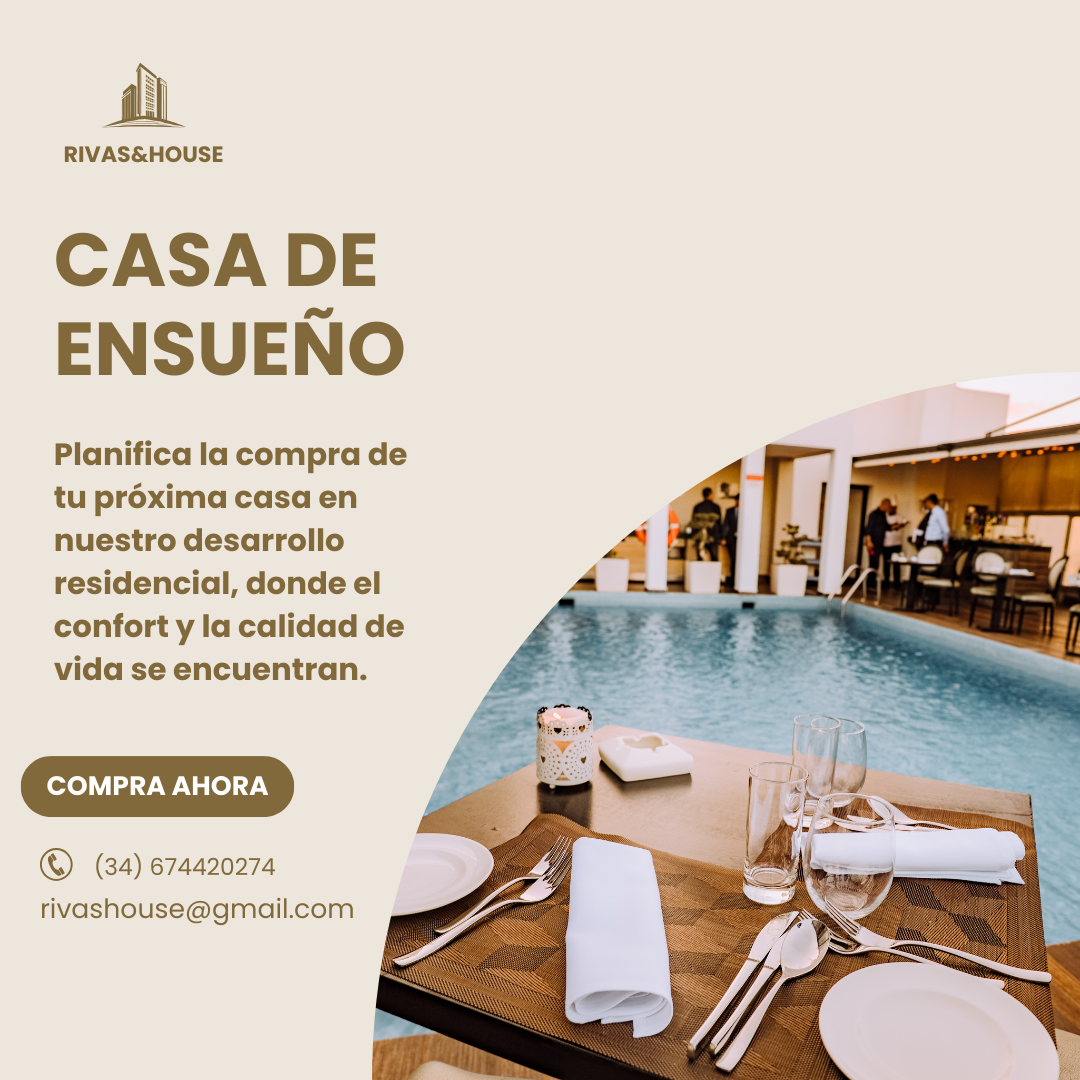 RIVAS&HOUSE
CASA DE
ENSUEÑO
Planifica la compra de
tu próxima casa en
nuestro desarrollo
residencial, donde el
confort y la calidad de
vida se encuentran.
COMPRA AHORA
(34) 674420274
rivashouse@gmail.com